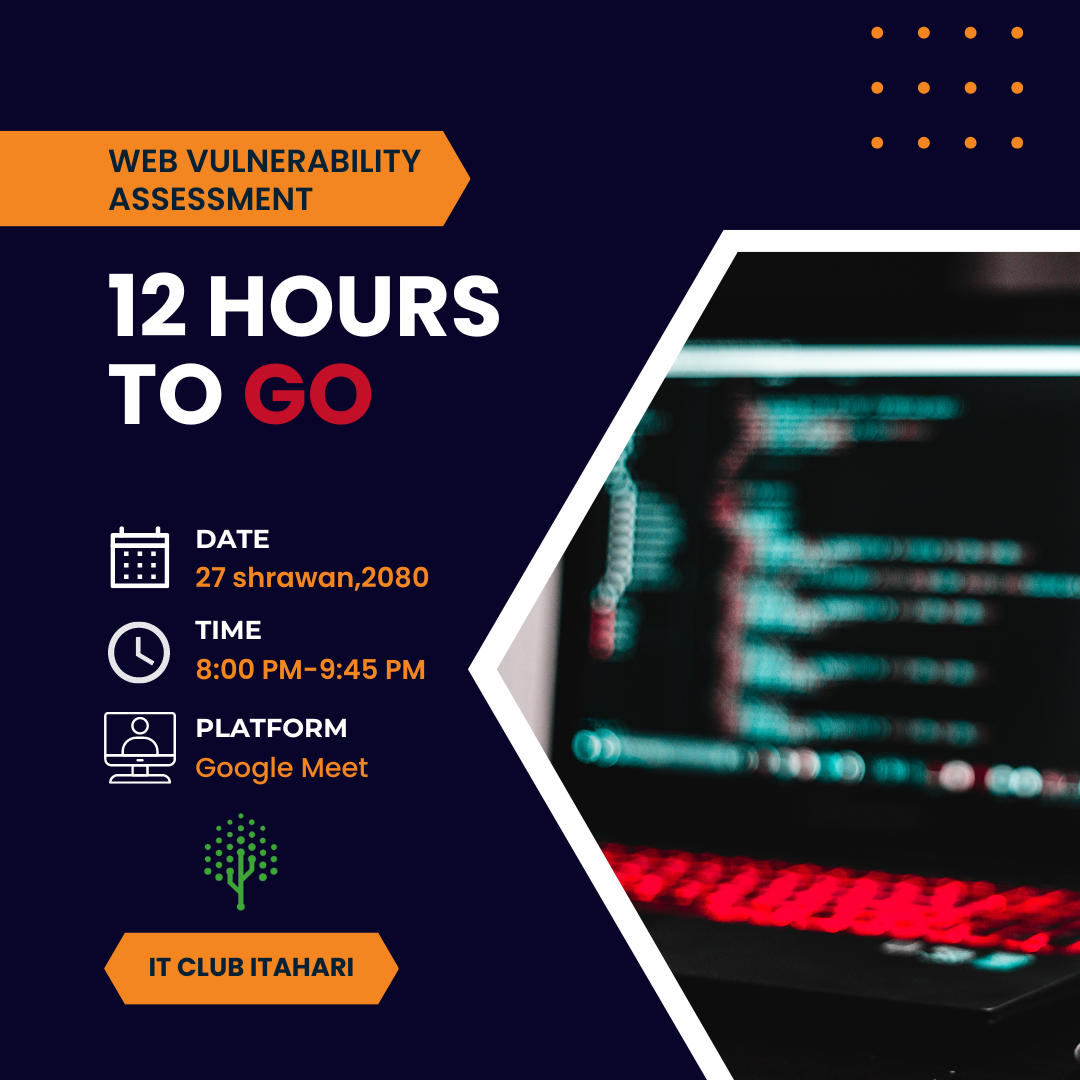 WEB VULNERABILITY
ASSESSMENT
12 HOURS
TO GO
DATE
27 shrawan,2080
TIME
8:00 PM-9:45 PM
PLATFORM
Google Meet
IT CLUB ITAHARI